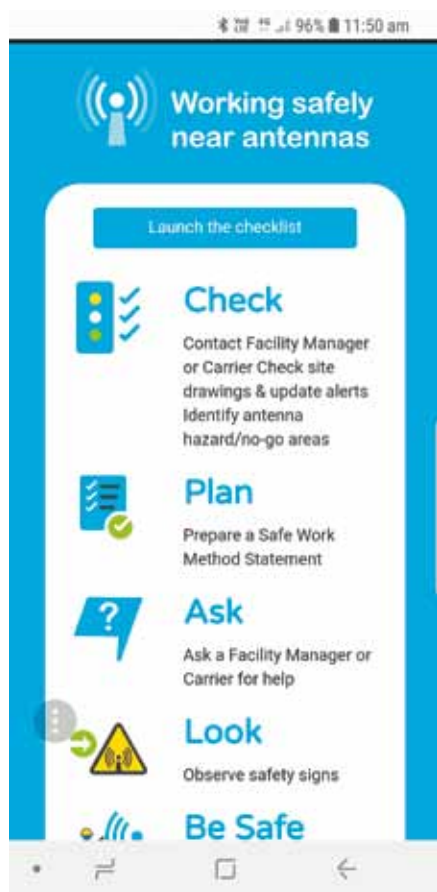 96% 11:50 am
Working safely
near antennas
Launch the checklist
Check
Contact Facility Manager
or Carrier Check site
drawings & update alerts
Identify antenna
hazard/no-go areas
Plan
Prepare a Safe Work
Method Statement
?
Ask
Ask a Facility Manager or
Carrier for help
Look
Observe safety signs
Be Safe